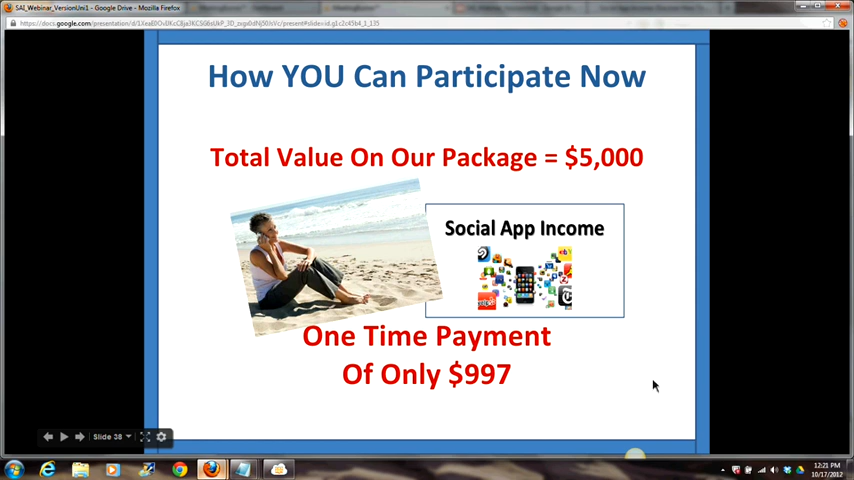 SAI_Webinar_VersionUni1 - Google Drive - Mozilla Firefox
How YOU Can Participate Now
Total Value On Our Package = $5,000
Social App Income
One Time Payment
Of Only $997
Slide 38
12:21 PM
10/17/2012